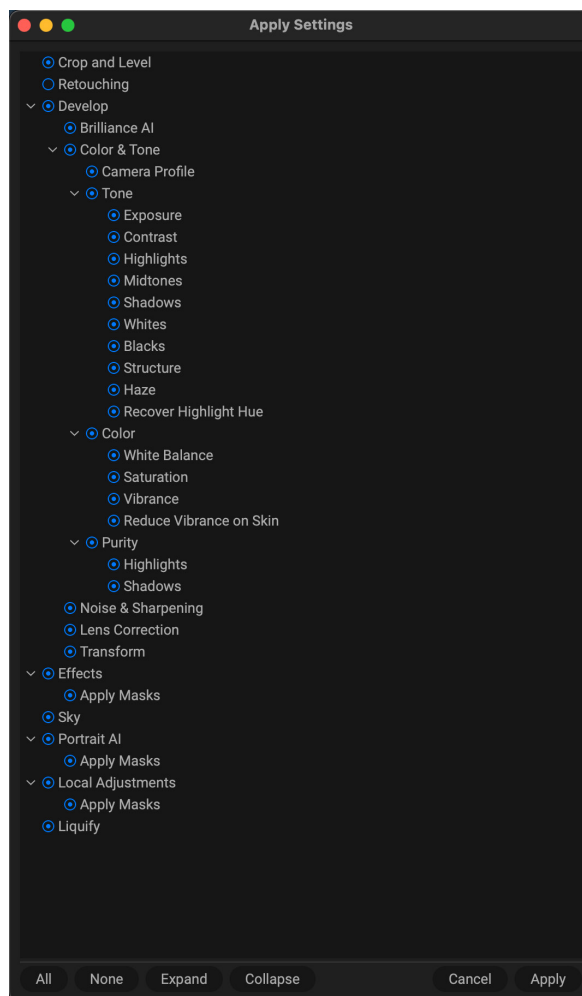 Apply Settings
Crop and Level
Retouching
Develop
Brilliance AI
Color & Tone
Camera Profile
Tone
Exposure
Contrast
Highlights
Midtones
Shadows
Whites
Blacks
Structure
Haze
Recover Highlight Hue
Color
White Balance
Saturation
Vibrance
Reduce Vibrance on Skin
Purity
Highlights
Shadows
Noise & Sharpening
Lens Correction
Transform
Effects
Apply Masks
Sky
Portrait AI
Apply Masks
Local Adjustments
Apply Masks
Liquify
All None Expand Collapse Cancel Apply